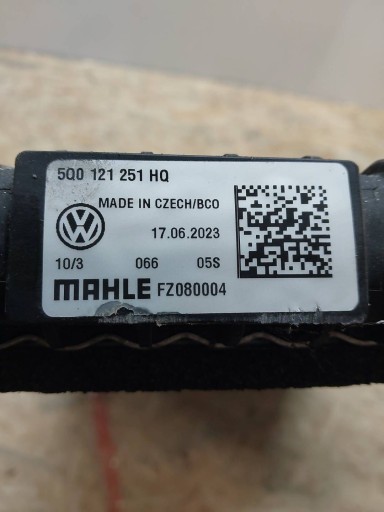 5Q0 121 251 HQ
MADE IN CZECH/BCO
17.06.2023
10/3 066 05S
MAHLE FZ080004